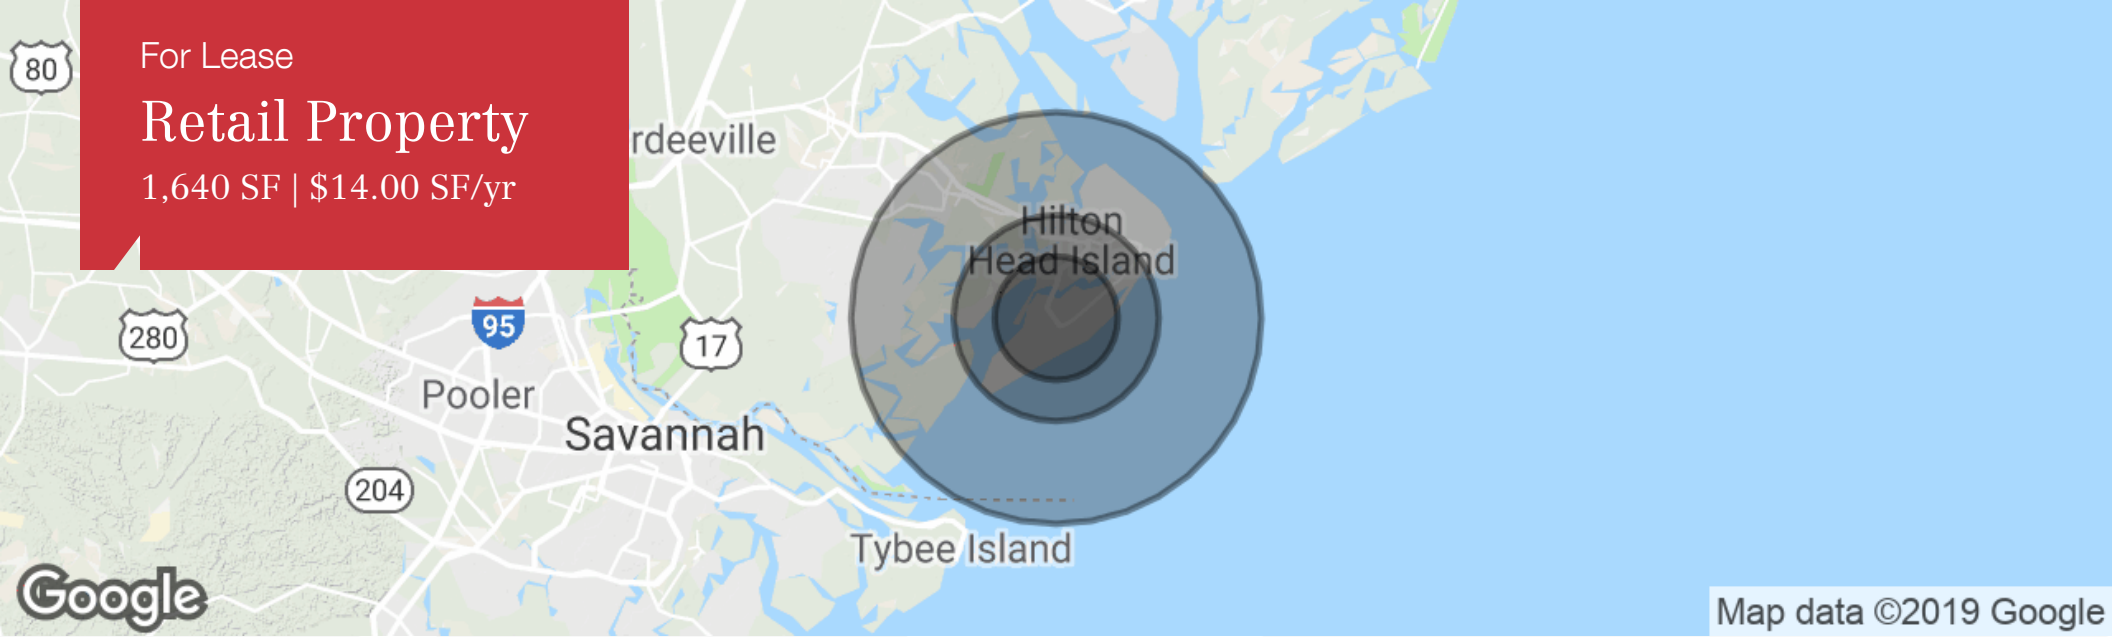 For Lease
Retail Property
1,640 SF | $14.00 SF/yr
80
rdeeville
Hilton
Head Island
95
280
17
Pooler
Savannah
204
Tybee Island
Google
Map data ©2019 Google